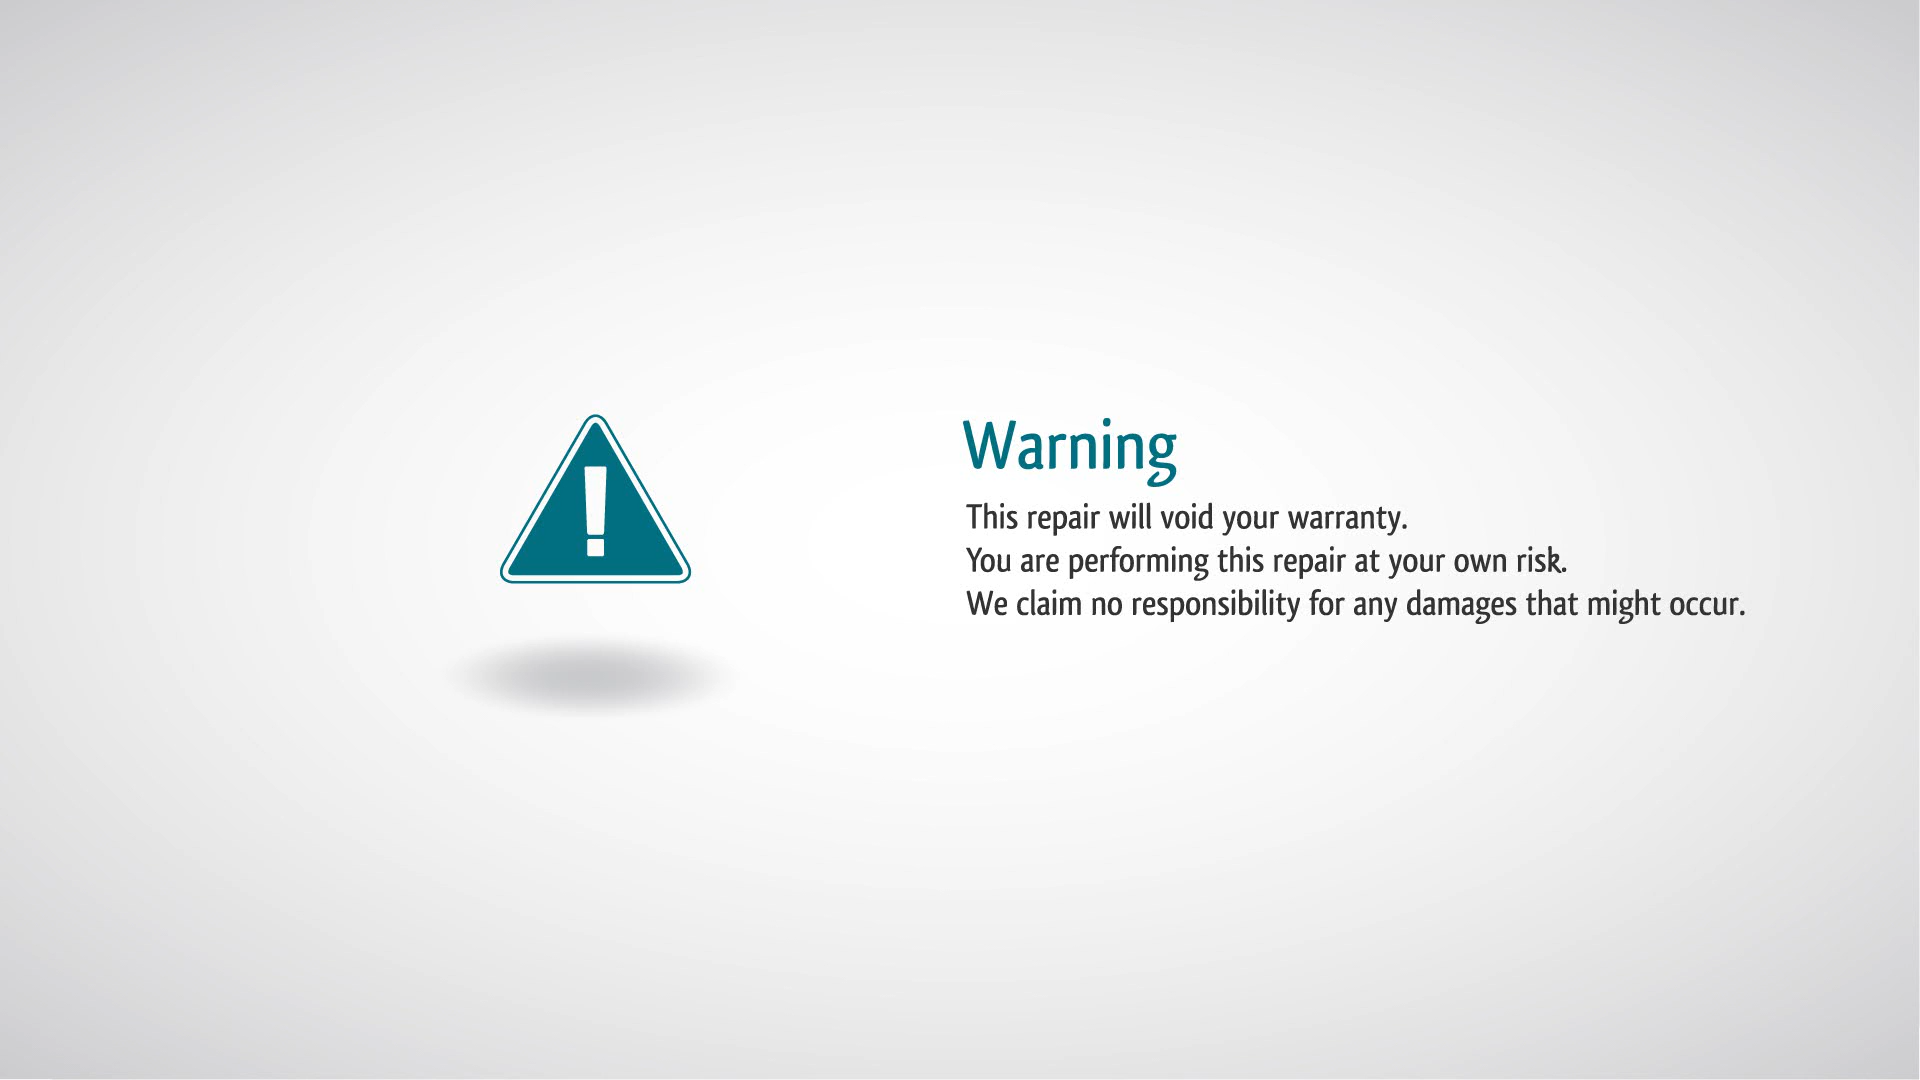 Warning
This repair will void your warranty.
You are performing this repair at your own risk.
We claim no responsibility for any damages that might occur.